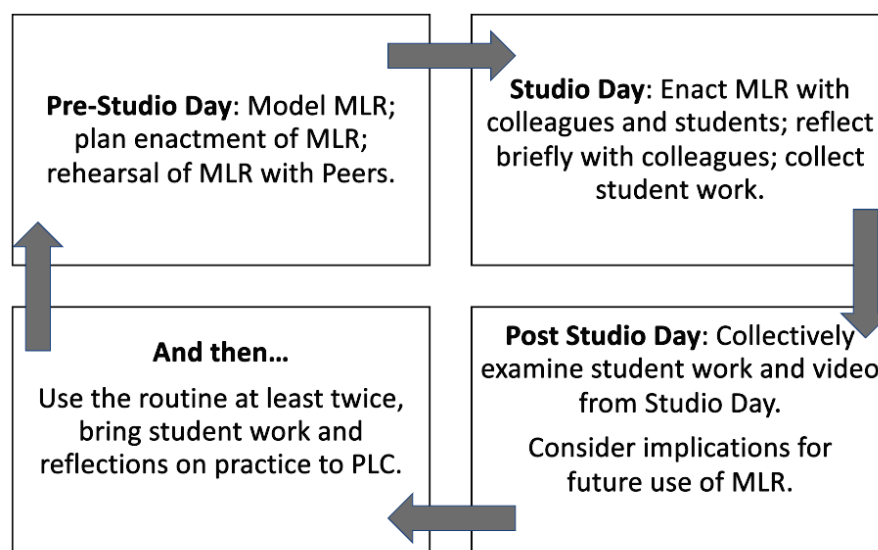 Pre-Studio Day: Model MLR;
plan enactment of MLR;
rehearsal of MLR with Peers.
Studio Day: Enact MLR with
colleagues and students; reflect
briefly with colleagues; collect
student work.
Post Studio Day: Collectively
examine student work and video
from Studio Day.
Consider implications for
future use of MLR.
And then…
Use the routine at least twice,
bring student work and
reflections on practice to PLC.